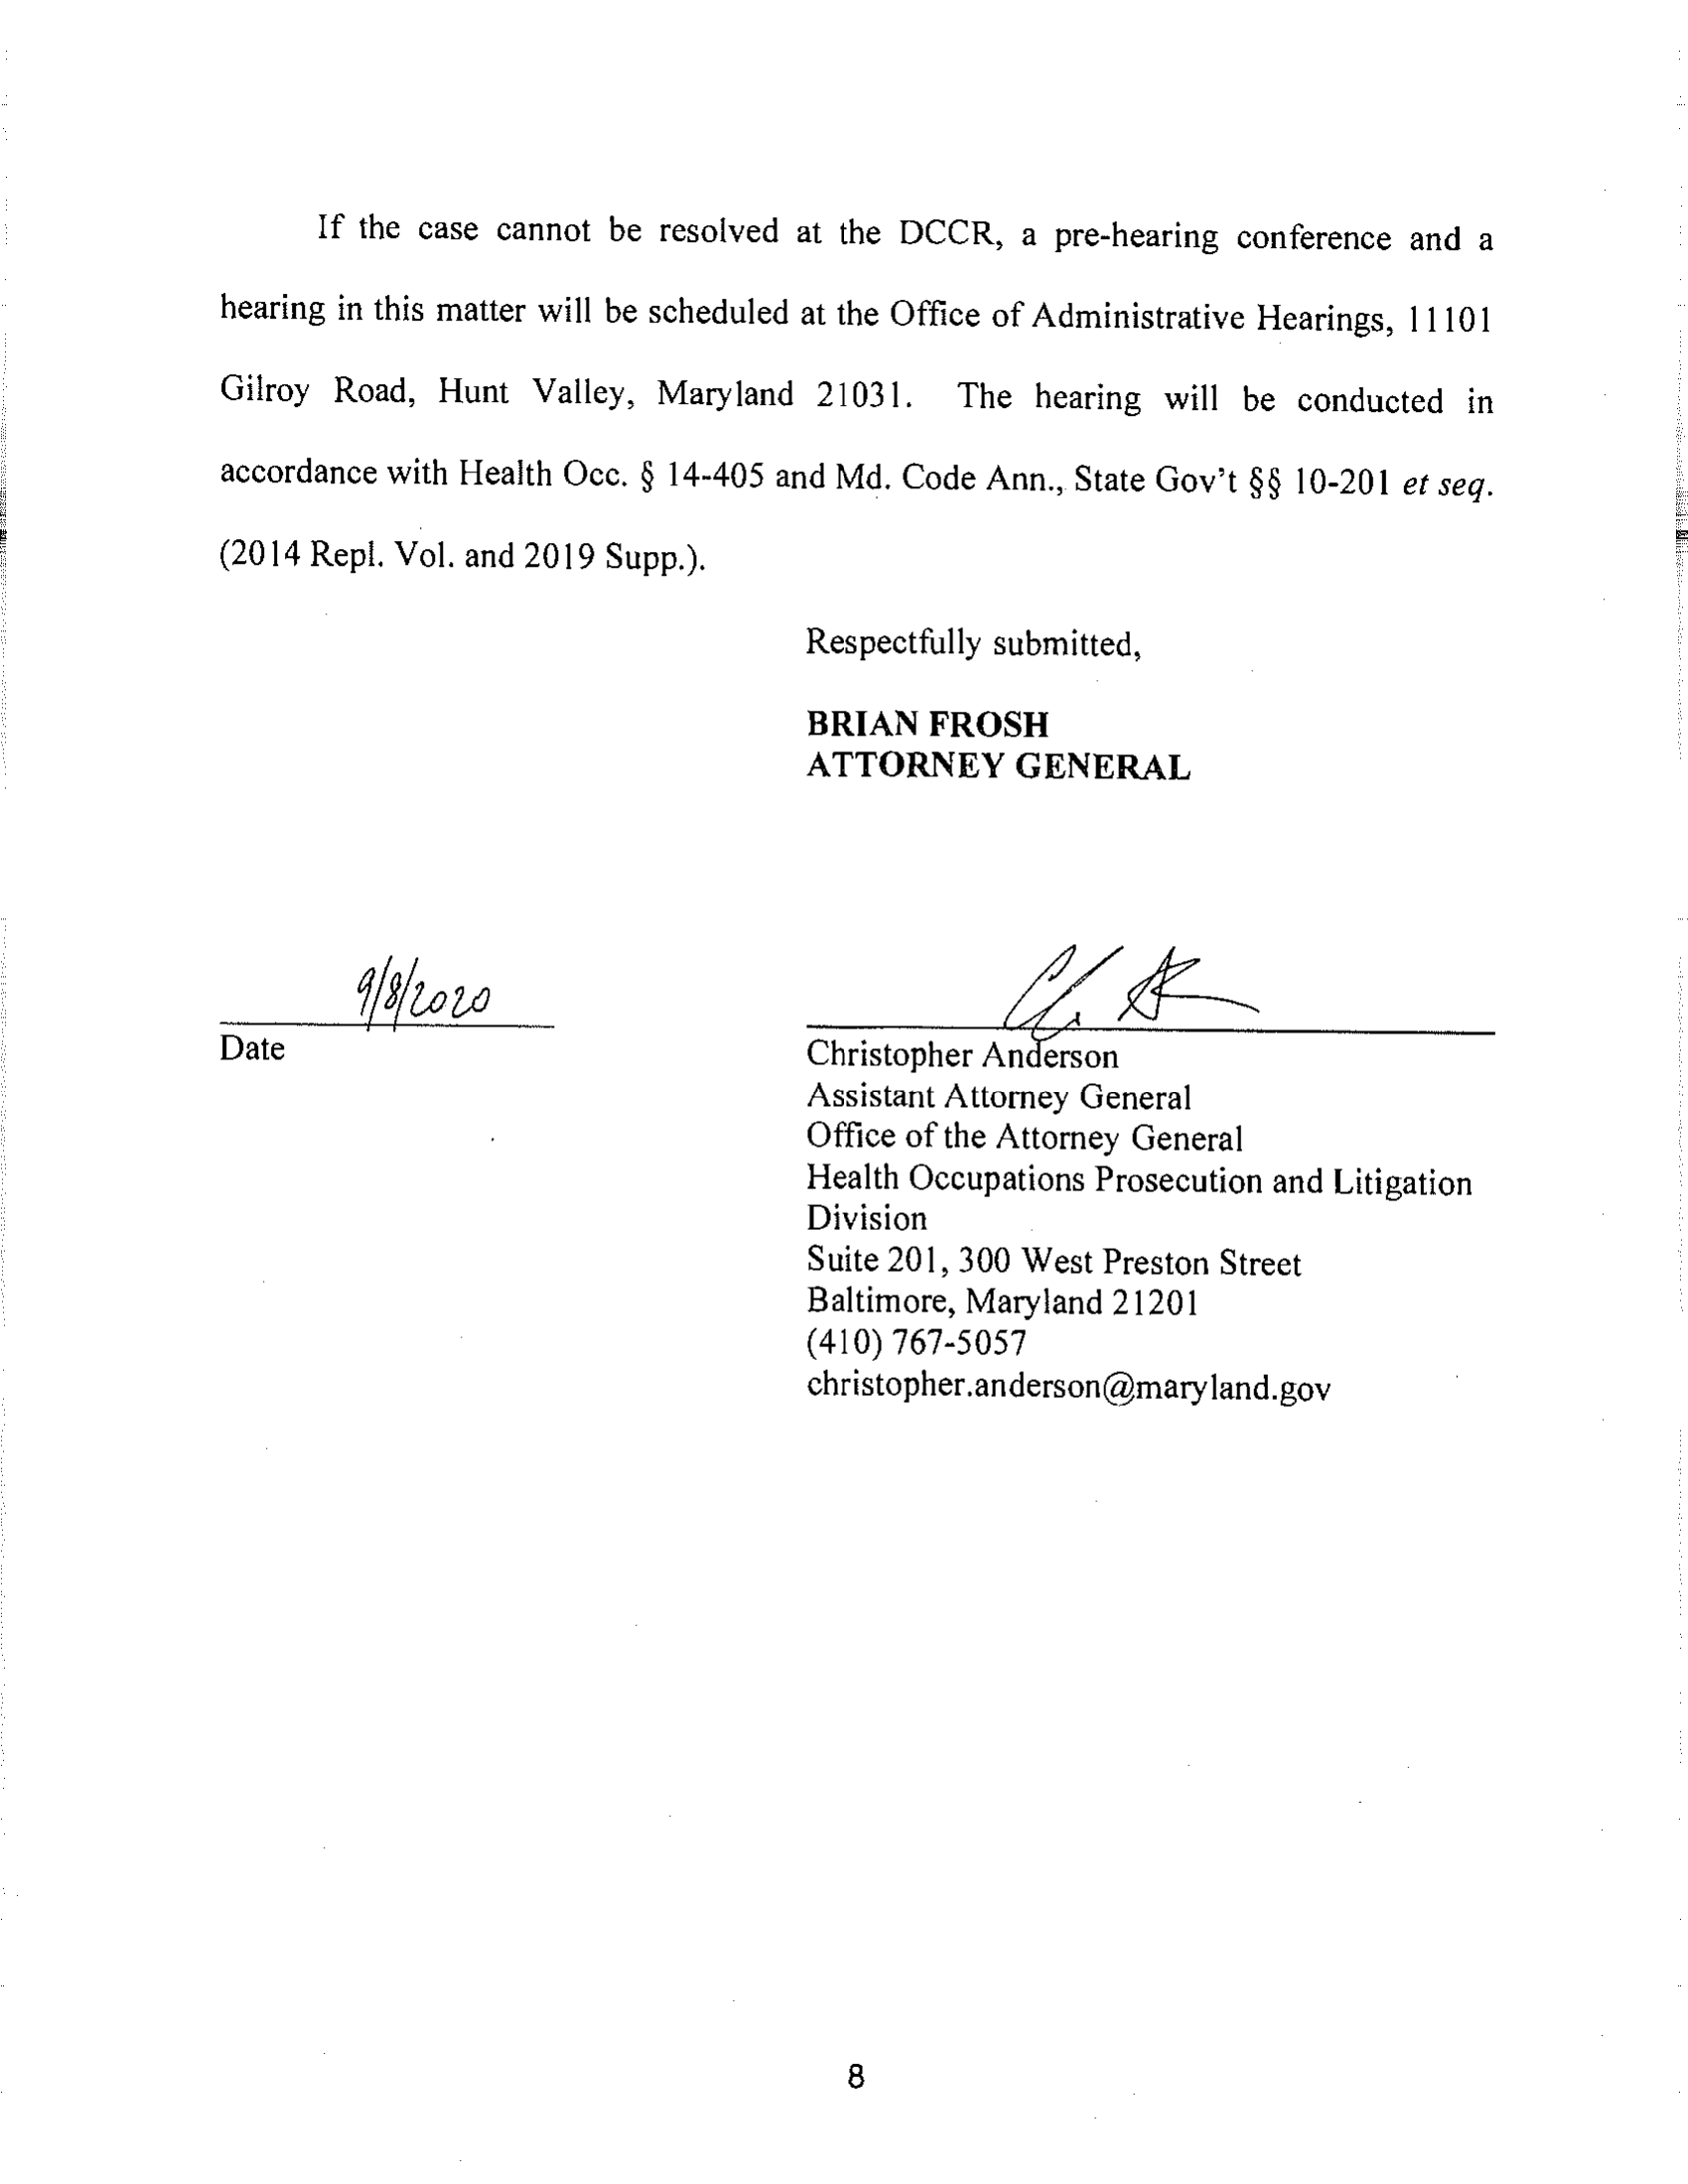 If the case cannot be resolved at the DCCR, a pre-hearing conference and a
hearing in this matter will be scheduled at the Office of Administrative Hearings, 11101
Gilroy Road, Hunt Valley, Maryland 21031. The hearing will be conducted in
accordance with Health Occ. § 14-405 and Md. Code Ann., State Gov't §§ 10-201 et seq.
(2014 Repl. Vol. and 2019 Supp.).
Respectfully submitted,
BRIAN FROSH
ATTORNEY GENERAL
9/8/2020
Date
Christopher Anderson
Assistant Attorney General
Office of the Attorney General
Health Occupations Prosecution and Litigation
Division
Suite 201, 300 West Preston Street
Baltimore, Maryland 21201
(410) 767-5057
christopher.anderson@maryland.gov
8